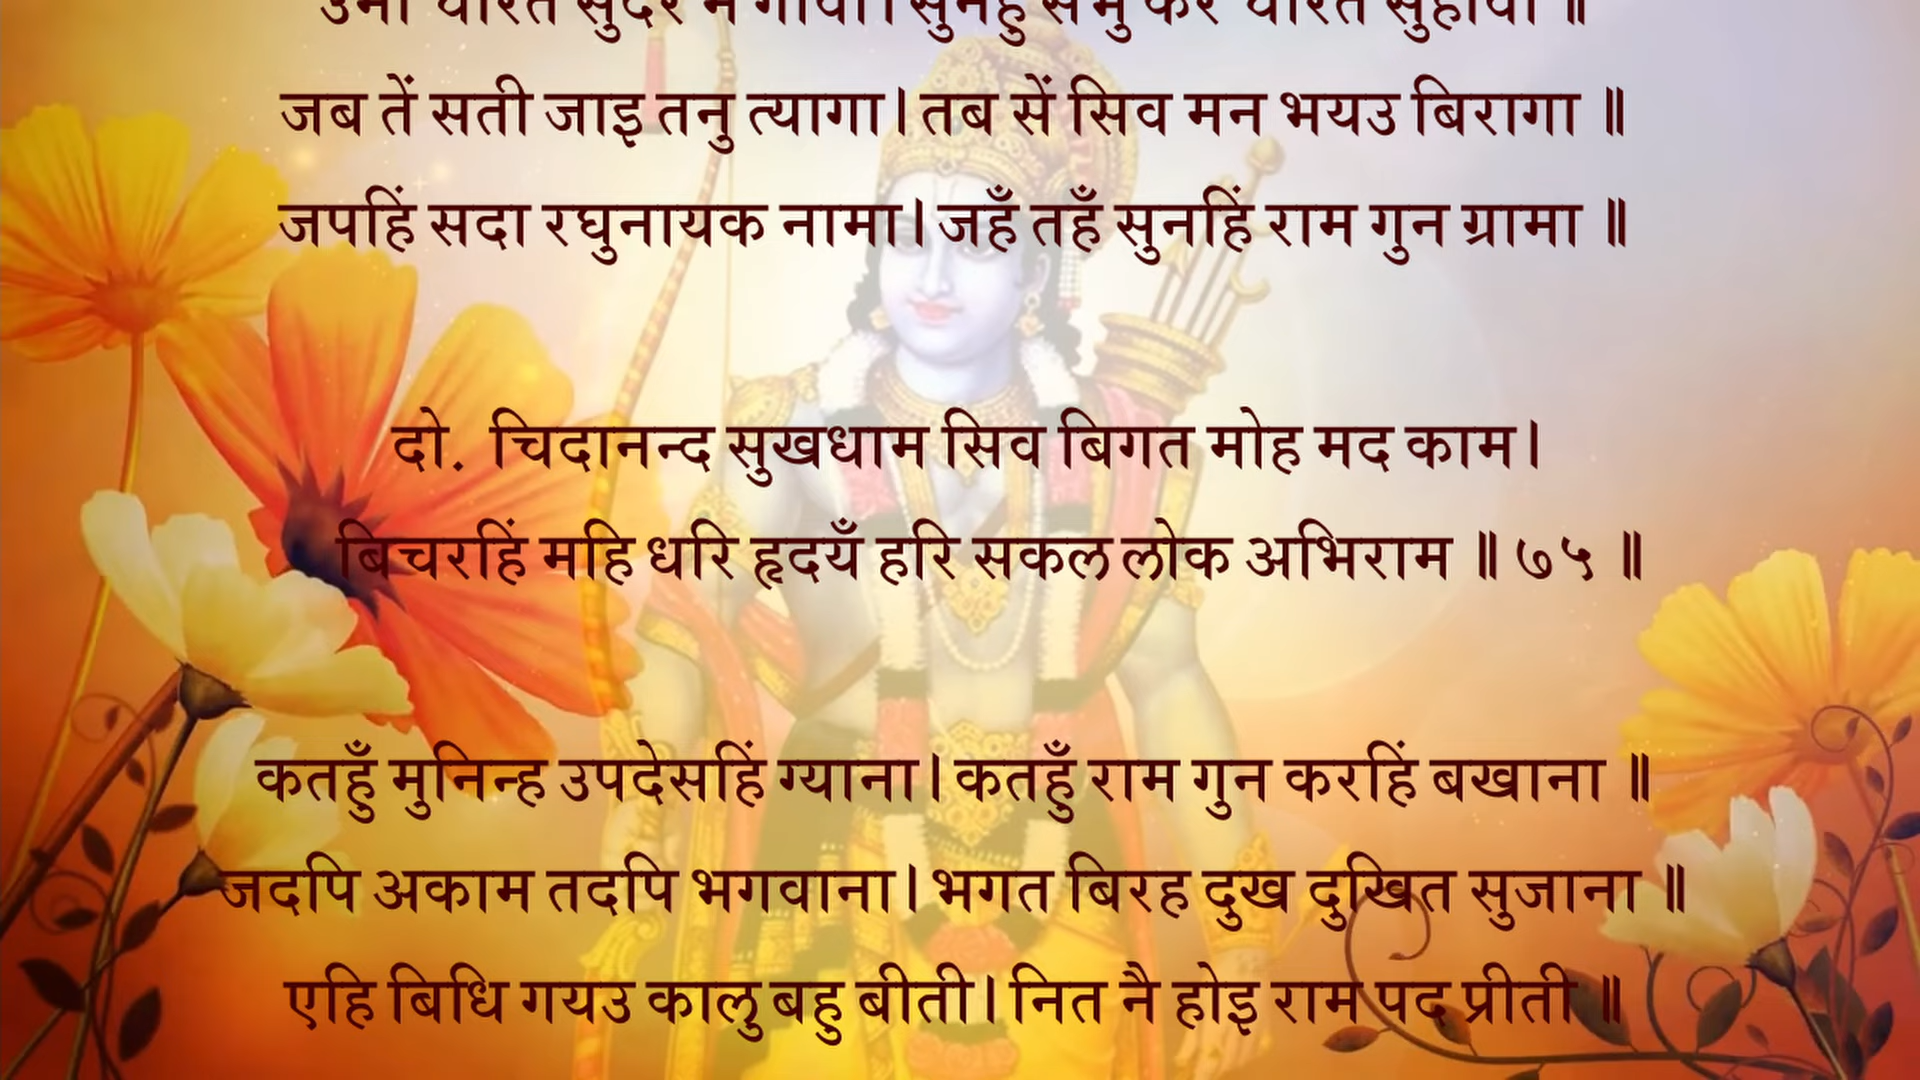 उमा चरित सुंदर मैं गावा। सुनहु संभु कर चरित सुहावा ॥
जब तें सती जाइ तनु त्यागा। तब सें सिव मन भयउ बिरागा ॥
जपहिं सदा रघुनायक नामा। जहँ तहँ सुनहिं राम गुन ग्रामा ॥
दो. चिदानन्द सुखधाम सिव बिगत मोह मद काम।
बिचरहिं महि धरि हृदयँ हरि सकल लोक अभिराम ॥ ७५ ॥
कतहुँ मुनिन्ह उपदेसहिं ग्याना। कतहुँ राम गुन करहिं बखाना ॥
जदपि अकाम तदपि भगवाना। भगत बिरह दुख दुखित सुजाना ॥
एहि बिधि गयउ कालु बहु बीती। नित नै होइ राम पद प्रीती ॥